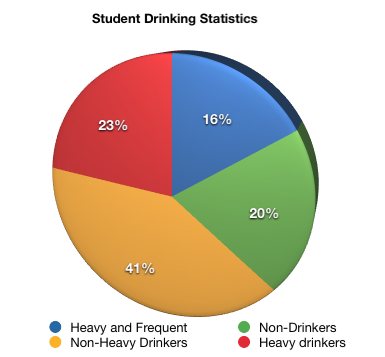 Student Drinking Statistics
16%
23%
20%
41%
Heavy and Frequent Non-Drinkers
Non-Heavy Drinkers Heavy drinkers